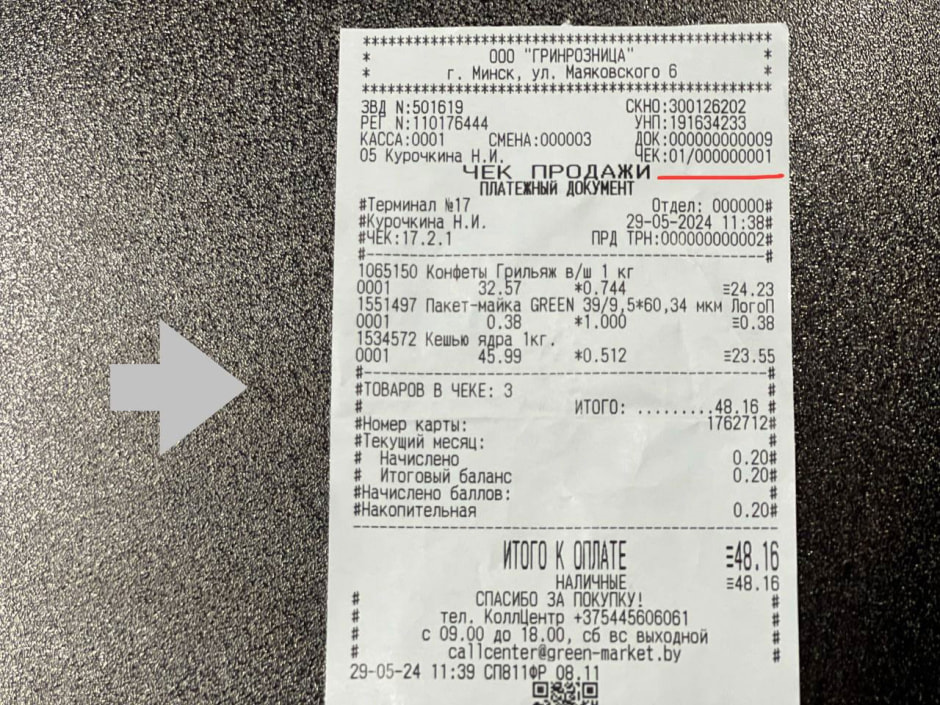 ************************************************
* ООО "ГРИНРОЗНИЦА" *
* г. Минск, ул. Маяковского 6 *
************************************************
ЗВД N:501619 СКНО:300126202
РЕГ N:110176444 УНП:191634233
КАССА:0001 СМЕНА:000003 ДОК:000000000009
05 Курочкина Н.И. ЧЕК:01/000000001
ЧЕК ПРОДАЖИ
ПЛАТЕЖНЫЙ ДОКУМЕНТ
#Терминал №17 Отдел: 000000#
#Курочкина Н.И. 29-05-2024 11:38#
#ЧЕК:17.2.1 ПРД ТРН:000000000002#
#----------------------------------------------#
1065150 Конфеты Грильяж в/ш 1 кг
0001 32.57 *0.744 =24.23
1551497 Пакет-майка GREEN 39/9,5*60,34 мкм ЛогоП
0001 0.38 *1.000 =0.38
1534572 Кешью ядра 1кг.
0001 45.99 *0.512 =23.55
#----------------------------------------------#
#ТОВАРОВ В ЧЕКЕ: 3 #
# ИТОГО: .........48.16 #
#Номер карты: 1762712#
#Текущий месяц: #
# Начислено 0.20#
# Итоговый баланс 0.20#
#Начислено баллов: #
#Накопительная 0.20#
------------------------------------------------
ИТОГО К ОПЛАТЕ =48.16
НАЛИЧНЫЕ =48.16
# СПАСИБО ЗА ПОКУПКУ! #
# тел. КоллЦентр +375445606061 #
# с 09.00 до 18.00, сб вс выходной #
# callcenter@green-market.by #
29-05-24 11:39 СП811ФР 08.11